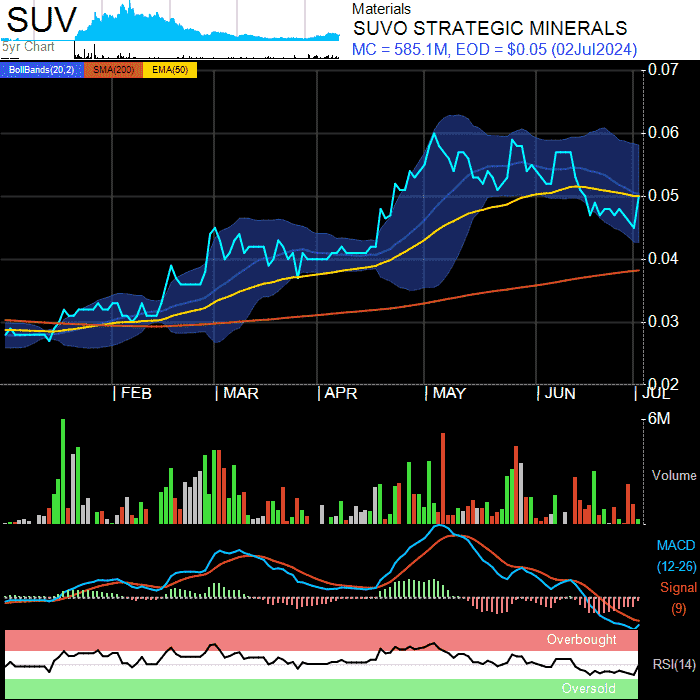 SUV
5yr Chart
Materials
SUVO STRATEGIC MINERALS
MC = 585.1M, EOD = $0.05 (02Jul2024)
BollBands(20,2) SMA(200) EMA(50)
0.07
0.06
0.05
0.04
0.03
0.02
FEB MAR APR MAY JUN JUL
6M
Volume
MACD
(12-26)
Signal
(9)
Overbought
RSI(14)
Oversold